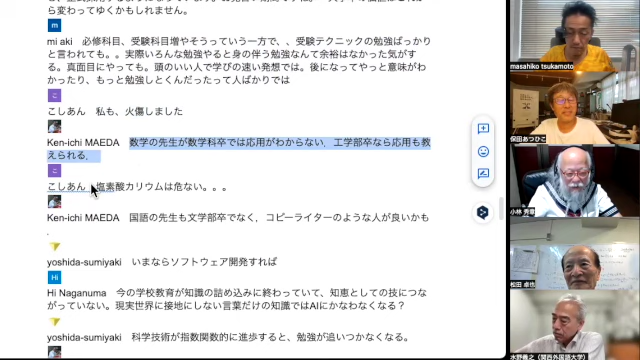 ら変わってゆくかもしれません。
m
mi aki　必修科目、受験科目増やそうっていう一方で、、受験テクニックの勉強ばっかり
と言われても。。実際いろんな勉強やると身の伴う勉強なんて余裕はなかった気がす
る。真面目にやっても。頭のいい人で学びの速い発想では。後になってやっと意味がわ
かったり、もっと勉強しとくんだったって人ばかりでは
こ
こしあん　私も、火傷しました
Ken-ichi MAEDA　数学の先生が数学科卒では応用がわからない．工学部卒なら応用も教
えられる．
こ
こしあん　塩素酸カリウムは危ない。。。
Ken-ichi MAEDA　国語の先生も文学部卒でなく，コピーライターのような人が良いかも
．
yoshida-sumiyaki　いまならソフトウェア開発すれば
Hi
Hi Naganuma　今の学校教育が知識の詰め込みに終わっていて、知恵としての技につな
がっていない。現実世界に接地にしない言葉だけの知識ではAIにかなわなくなる？
yoshida-sumiyaki　科学技術が指数関数的に進歩すると、勉強が追いつかなくなる。
masahiko tsukamoto
保田あつひこ
小林 秀章
松田 卓也
水野義之（関西外国語大学）